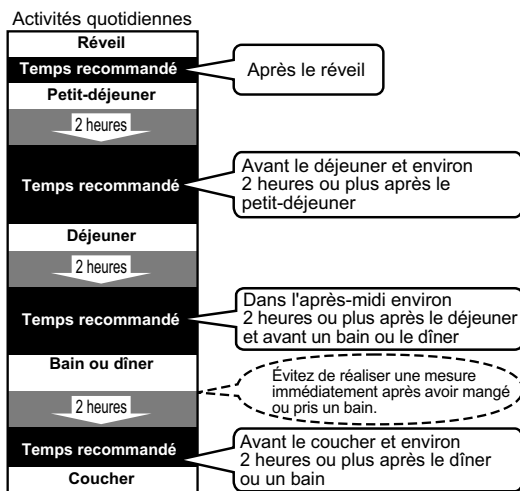 Activités quotidiennes
Réveil
Temps recommandé
Après le réveil
Petit-déjeuner
2 heures
Temps recommandé
Avant le déjeuner et environ
2 heures ou plus après le
petit-déjeuner
Déjeuner
2 heures
Temps recommandé
Dans l'après-midi environ
2 heures ou plus après le déjeuner
et avant un bain ou le dîner
Bain ou dîner
Évitez de réaliser une mesure
immédiatement après avoir mangé
ou pris un bain.
2 heures
Temps recommandé
Avant le coucher et environ
2 heures ou plus après le dîner
ou un bain
Coucher